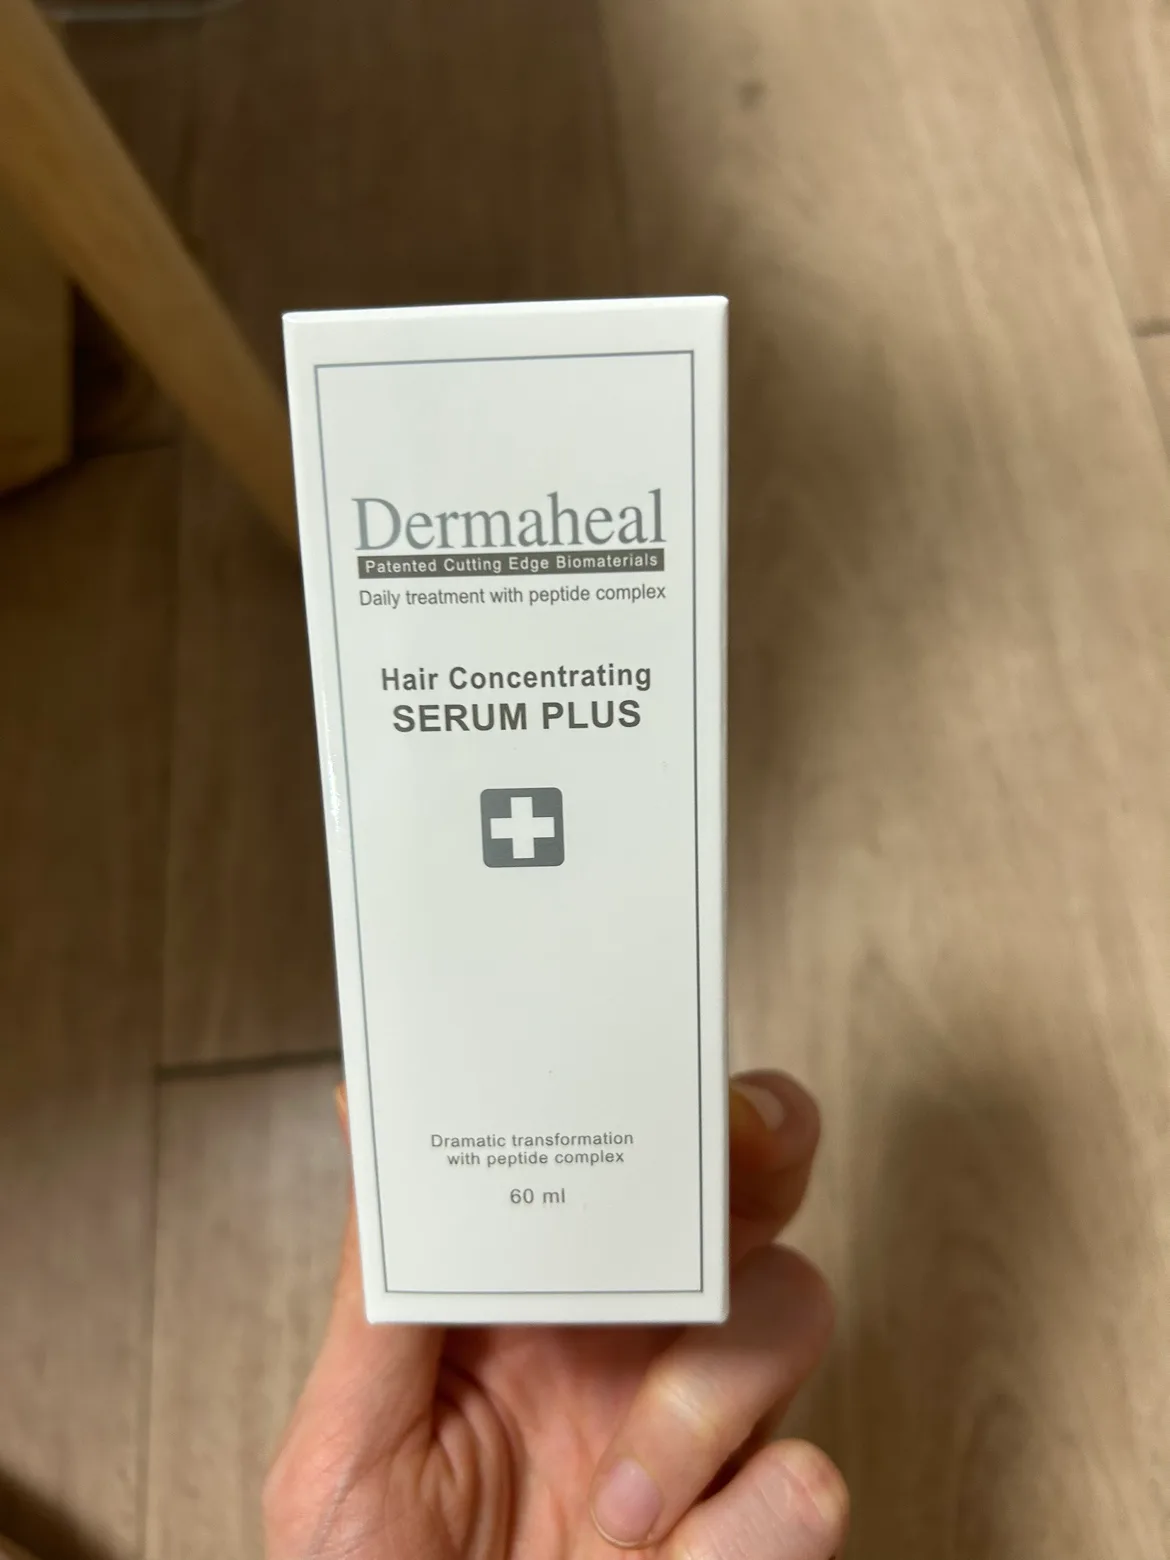 Dermaheal
Patented Cutting Edge Biomaterials
Daily treatment with peptide complex
Hair Concentrating
SERUM PLUS
Dramatic transformation
with peptide complex
60 ml